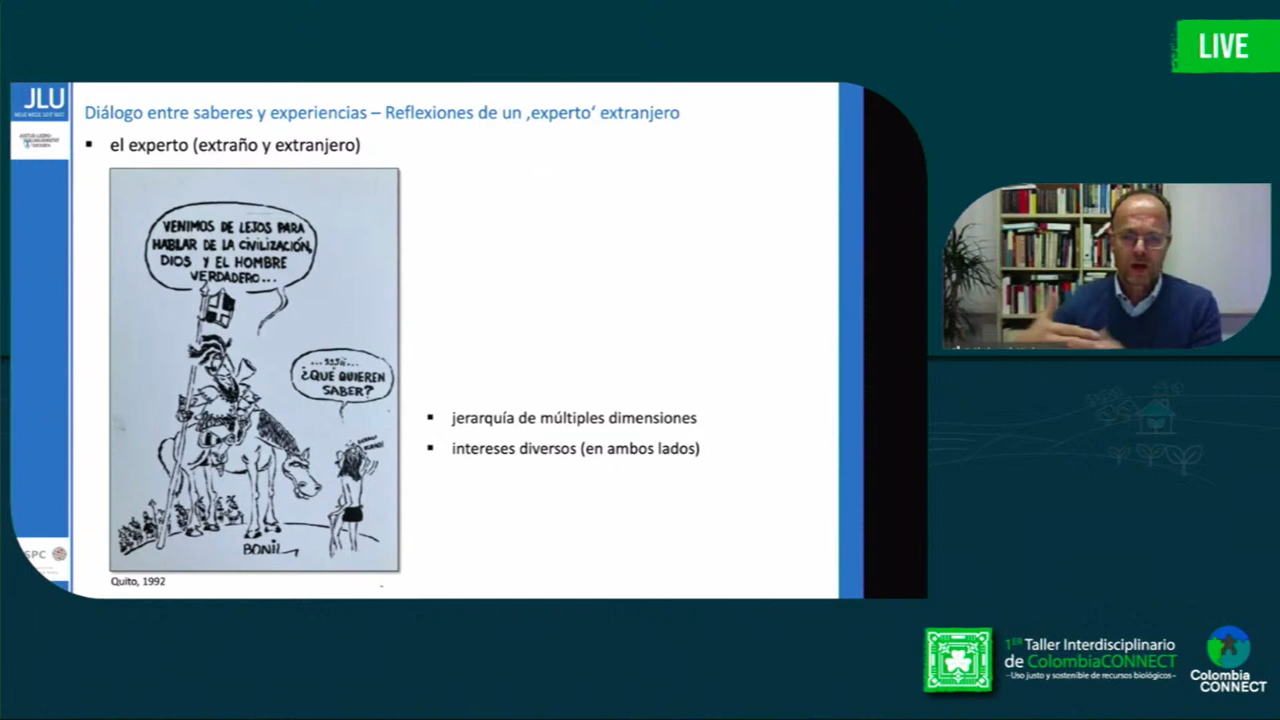 LIVE
JLU
Diálogo entre saberes y experiencias – Reflexiones de un ‚experto‘ extranjero
▪ el experto (extraño y extranjero)
VENIMOS DE LEJOS PARA
HABLAR DE LA CIVILIZACIÓN,
DIOS Y EL HOMBRE
VERDADERO...
¿QUÉ QUIEREN
SABER?
BONIL
Quito, 1992
▪ jerarquía de múltiples dimensiones
▪ intereses diversos (en ambos lados)
SPC
1ER Taller Interdisciplinario
de ColombiaCONNECT
–Uso justo y sostenible de recursos biológicos–
Colombia
CONNECT